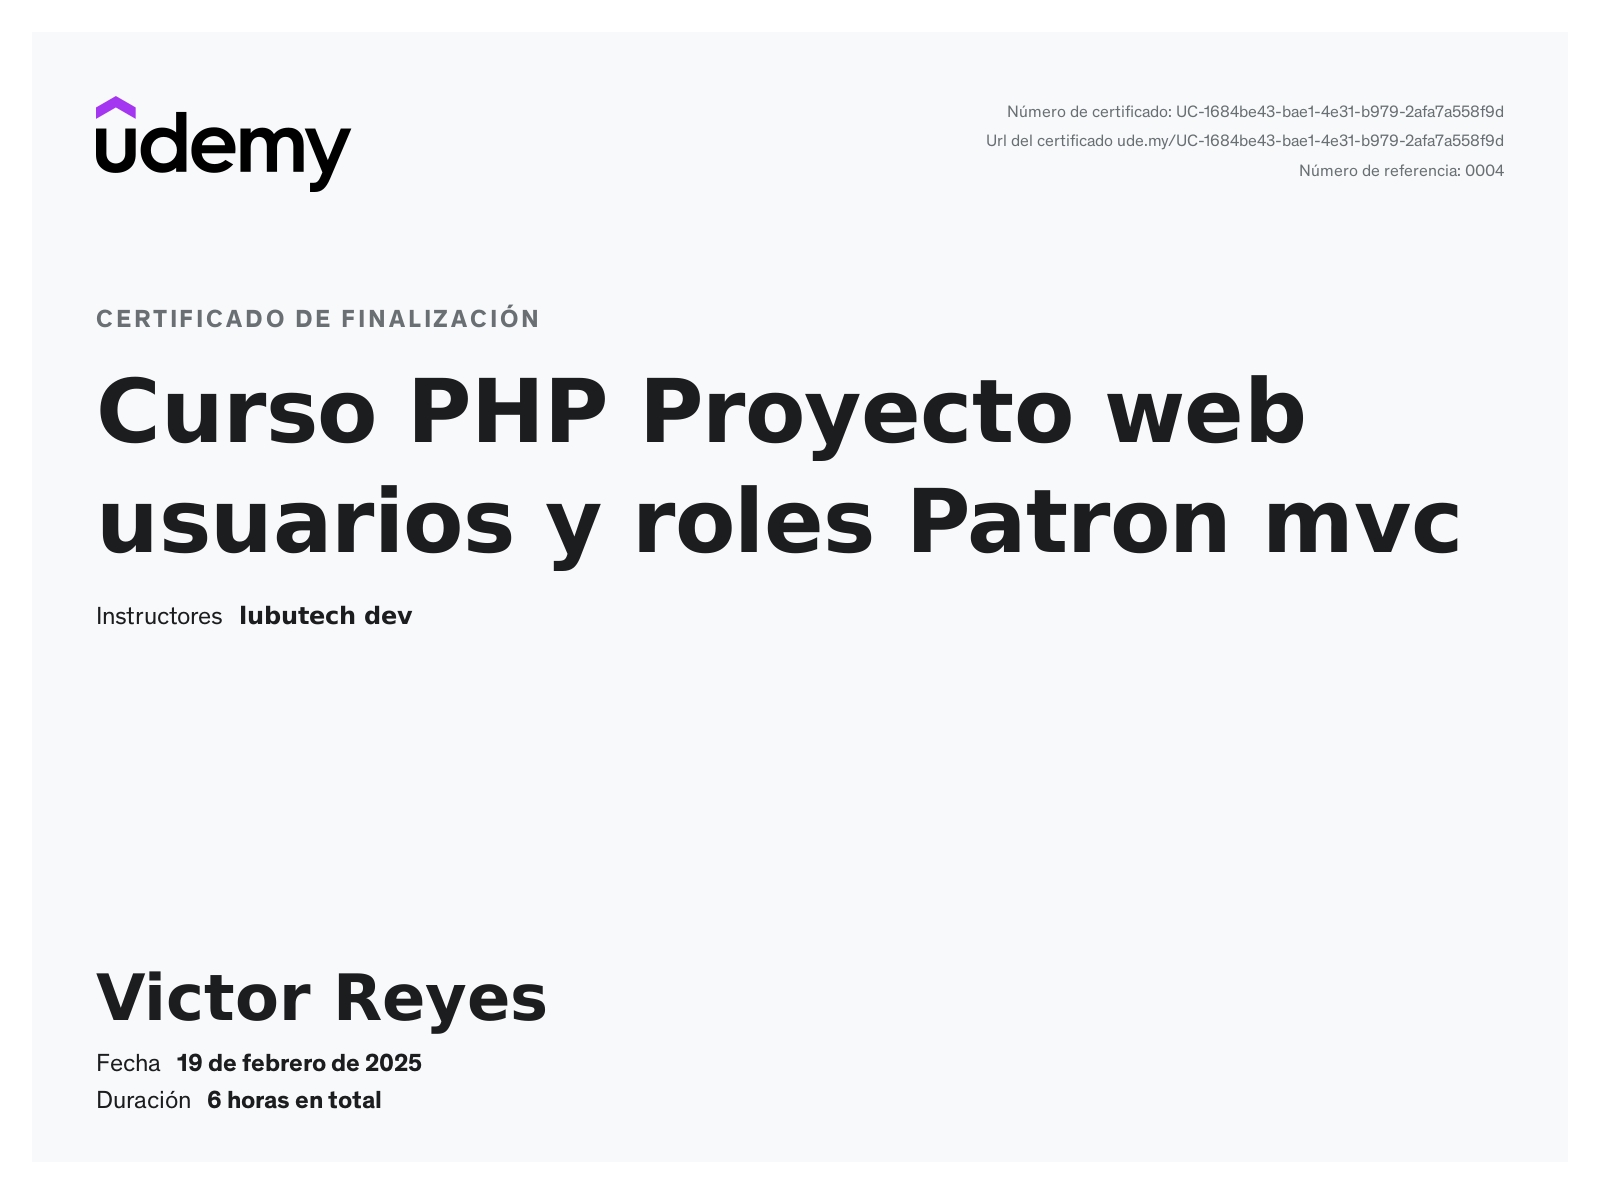 udemy
Número de certificado: UC-1684be43-bae1-4e31-b979-2afa7a558f9d
Url del certificado ude.my/UC-1684be43-bae1-4e31-b979-2afa7a558f9d
Número de referencia: 0004
CERTIFICADO DE FINALIZACIÓN
Curso PHP Proyecto web
usuarios y roles Patron mvc
Instructores lubutech dev
Victor Reyes
Fecha 19 de febrero de 2025
Duración 6 horas en total